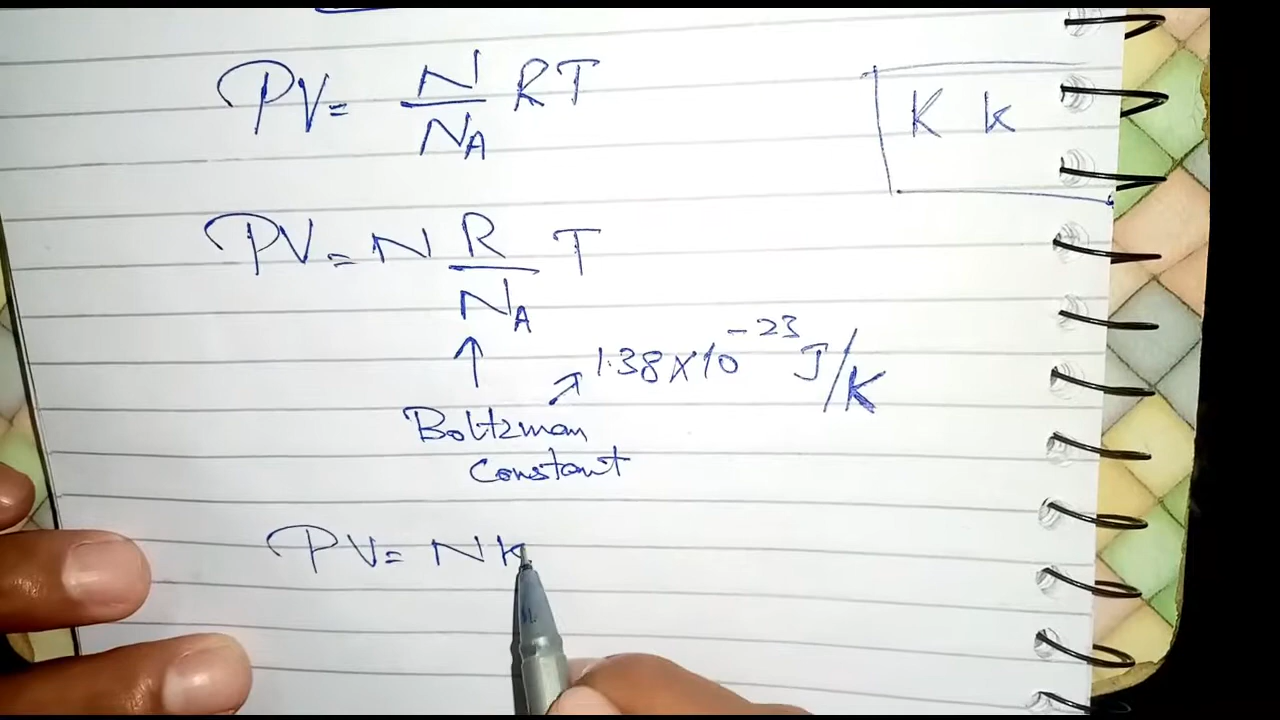 PV = N/N_A RT
K k
PV = N R/N_A T
1.38×10^-23 J/K
Boltzman
Constant
PV = Nk